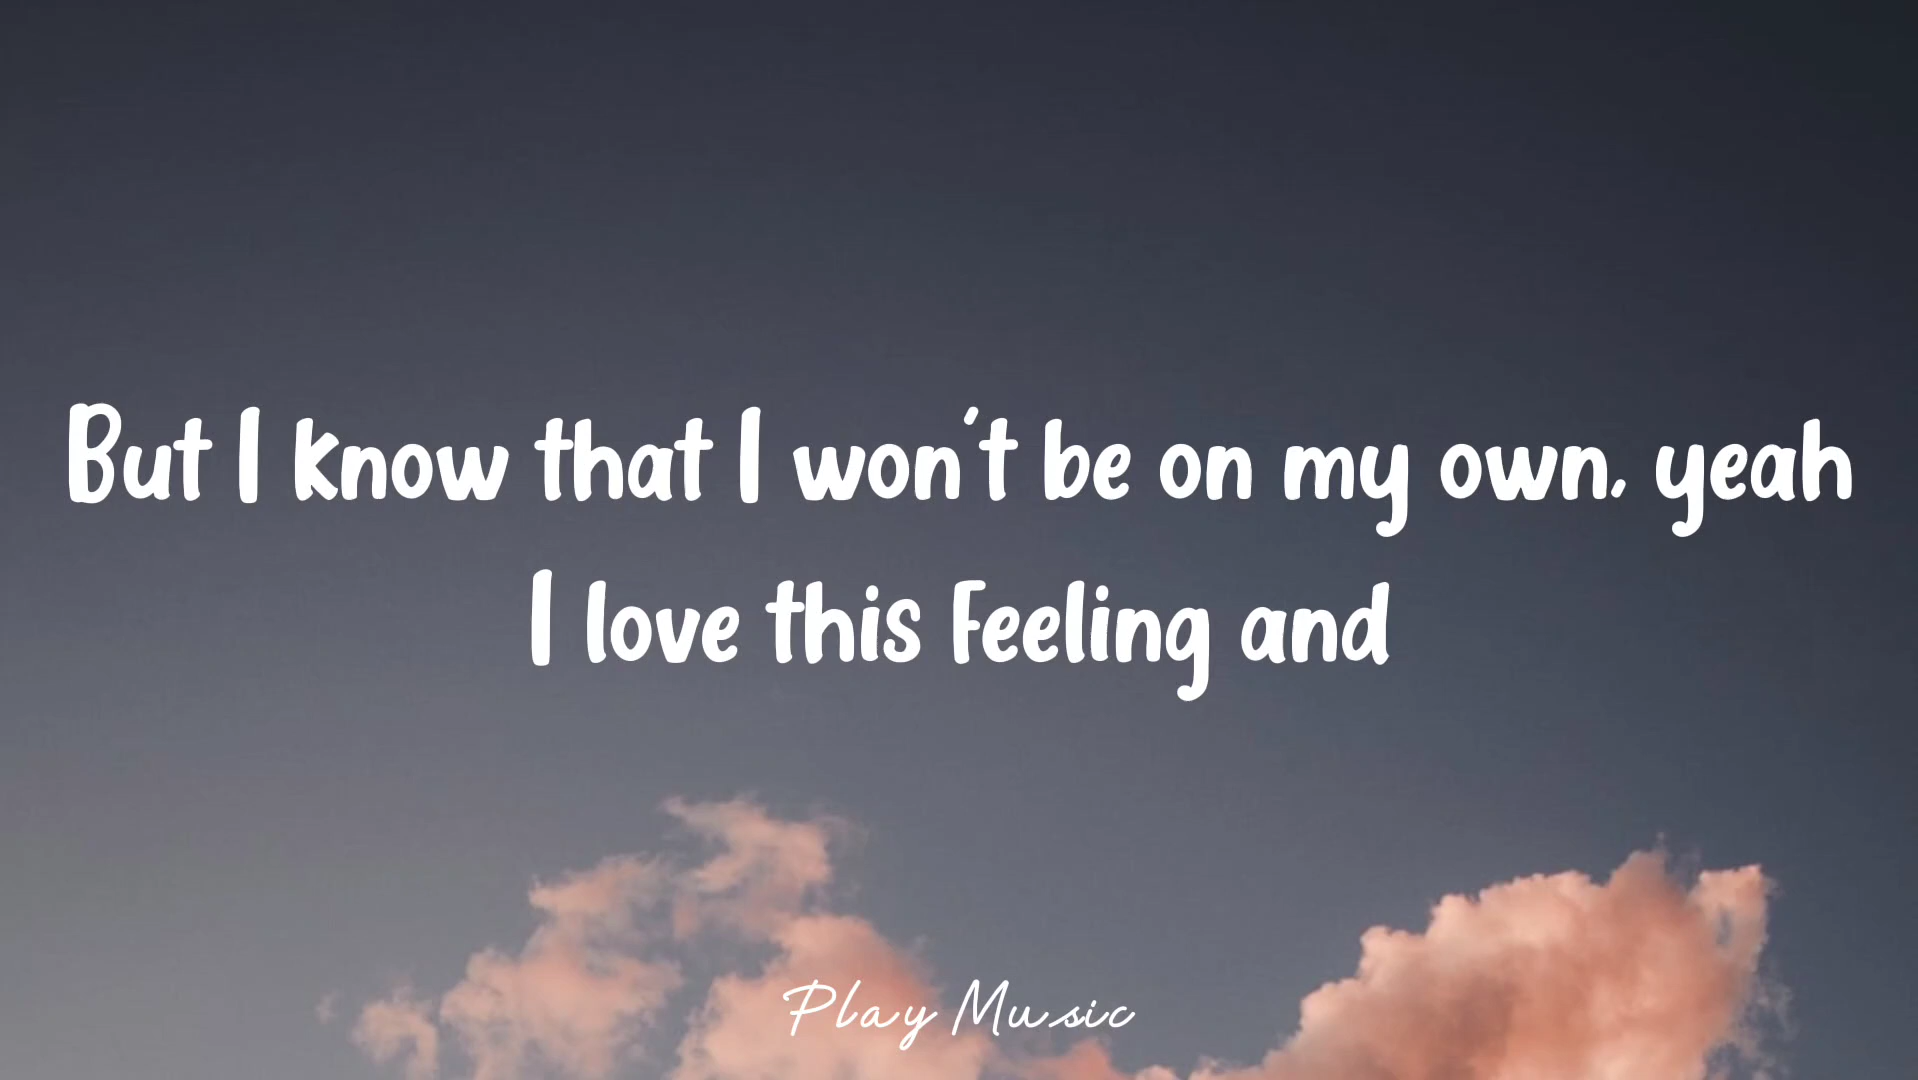 But I know that I won't be on my own, yeah
I love this feeling and
Play Music